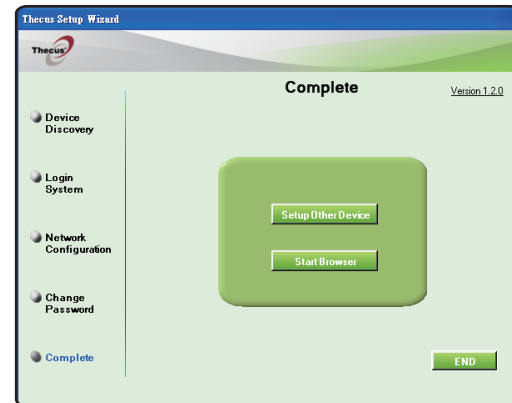 Thecus Setup Wizard
Thecus
Complete
Version 1.2.0
Device
Discovery
Login
System
Network
Configuration
Change
Password
Complete
Setup Other Device
Start Browser
END